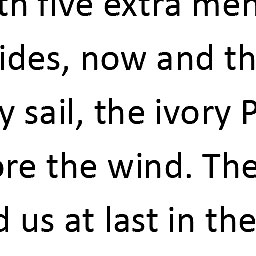 th five extra men
ides, now and th
y sail, the ivory P
ore the wind. The
d us at last in the